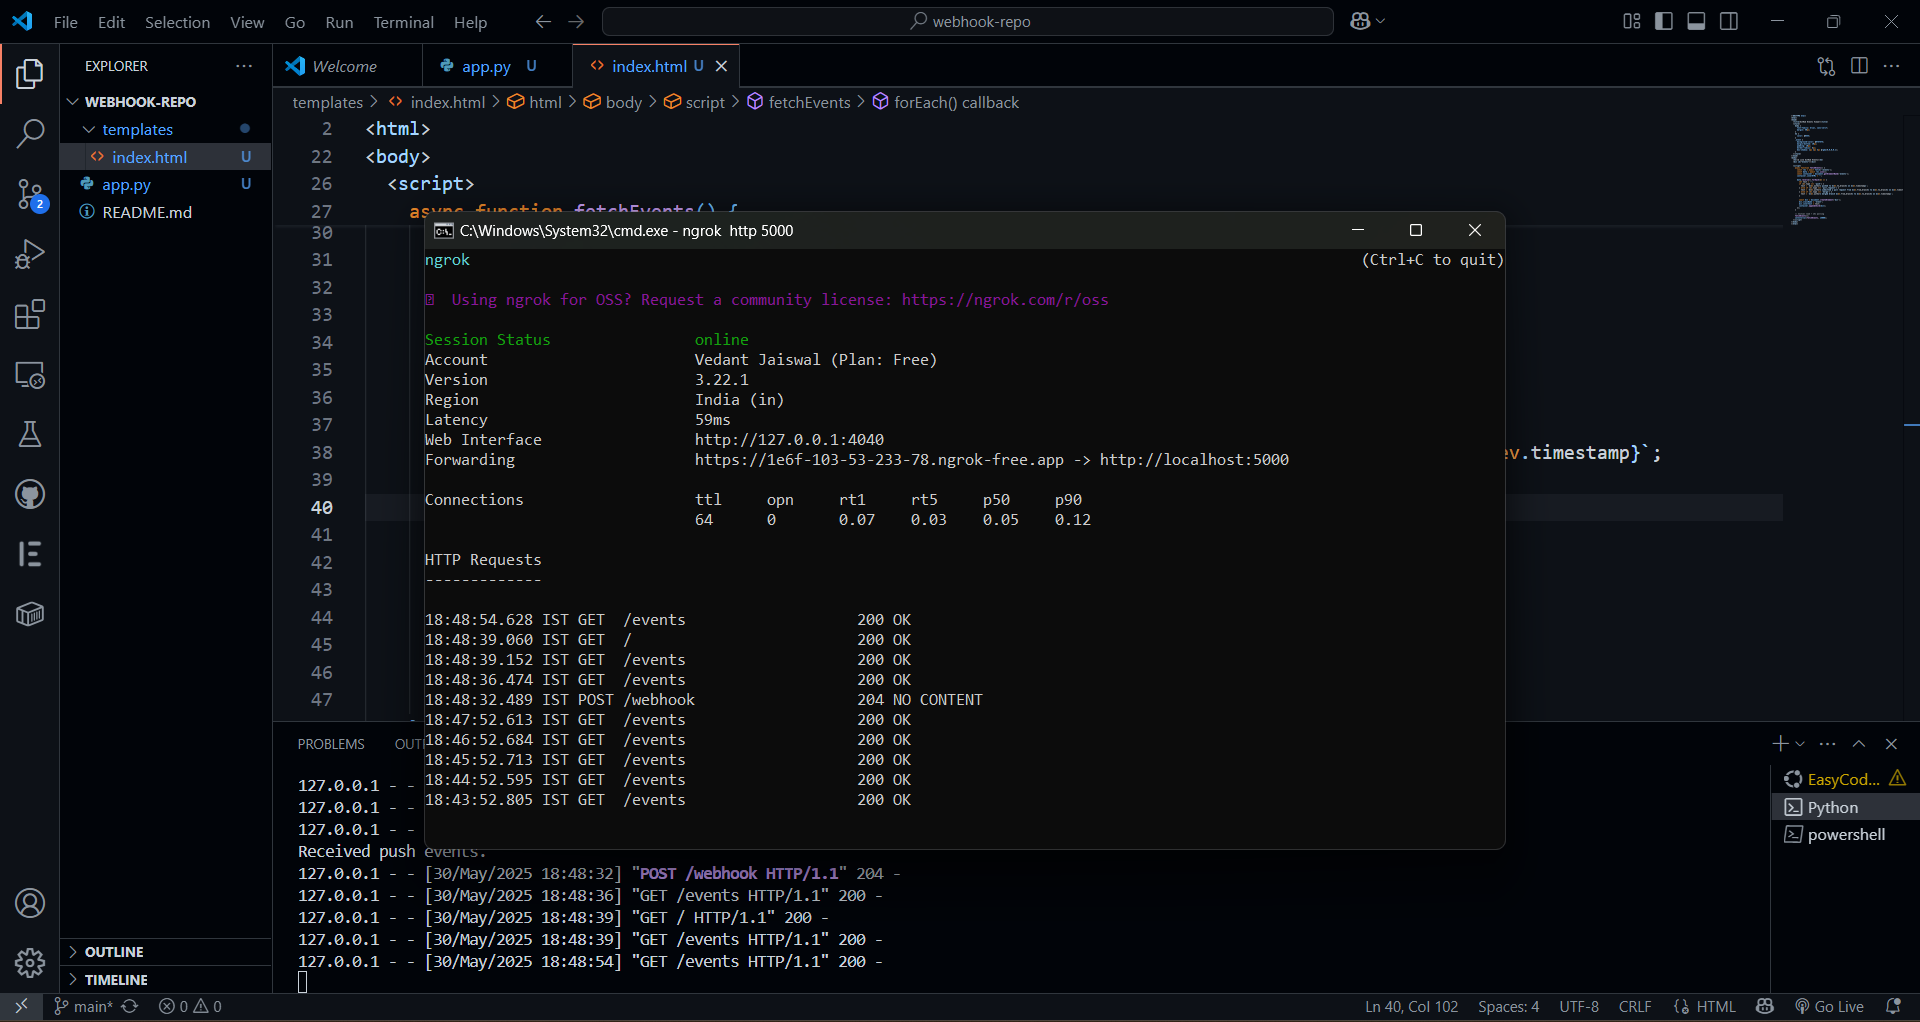 File Edit Selection View Go Run Terminal Help
webhook-repo
EXPLORER
WEBHOOK-REPO
templates
index.html U
app.py U
README.md
OUTLINE
TIMELINE
2
Welcome
app.py U
index.html U
templates > index.html > html > body > script > fetchEvents > forEach() callback
2 <html>
22 <body>
26 <script>
27 async function fetchEvents() {
30
31
32
33
34
35
36
37
38 ev.timestamp}`;
39
40
41
42
43
44
45
46
47
C:\Windows\System32\cmd.exe - ngrok http 5000
ngrok (Ctrl+C to quit)
Using ngrok for OSS? Request a community license: https://ngrok.com/r/oss
Session Status online
Account Vedant Jaiswal (Plan: Free)
Version 3.22.1
Region India (in)
Latency 59ms
Web Interface http://127.0.0.1:4040
Forwarding https://1e6f-103-53-233-78.ngrok-free.app -> http://localhost:5000
Connections ttl opn rt1 rt5 p50 p90
64 0 0.07 0.03 0.05 0.12
HTTP Requests
-------------
18:48:54.628 IST GET /events 200 OK
18:48:39.060 IST GET / 200 OK
18:48:39.152 IST GET /events 200 OK
18:48:36.474 IST GET /events 200 OK
18:48:32.489 IST POST /webhook 204 NO CONTENT
18:47:52.613 IST GET /events 200 OK
18:46:52.684 IST GET /events 200 OK
18:45:52.713 IST GET /events 200 OK
18:44:52.595 IST GET /events 200 OK
18:43:52.805 IST GET /events 200 OK
PROBLEMS OUT
127.0.0.1 - -
127.0.0.1 - -
127.0.0.1 - -
Received push events.
127.0.0.1 - - [30/May/2025 18:48:32] "POST /webhook HTTP/1.1" 204 -
127.0.0.1 - - [30/May/2025 18:48:36] "GET /events HTTP/1.1" 200 -
127.0.0.1 - - [30/May/2025 18:48:39] "GET / HTTP/1.1" 200 -
127.0.0.1 - - [30/May/2025 18:48:39] "GET /events HTTP/1.1" 200 -
127.0.0.1 - - [30/May/2025 18:48:54] "GET /events HTTP/1.1" 200 -
EasyCod...
Python
powershell
main* 0 0
Ln 40, Col 102 Spaces: 4 UTF-8 CRLF HTML Go Live